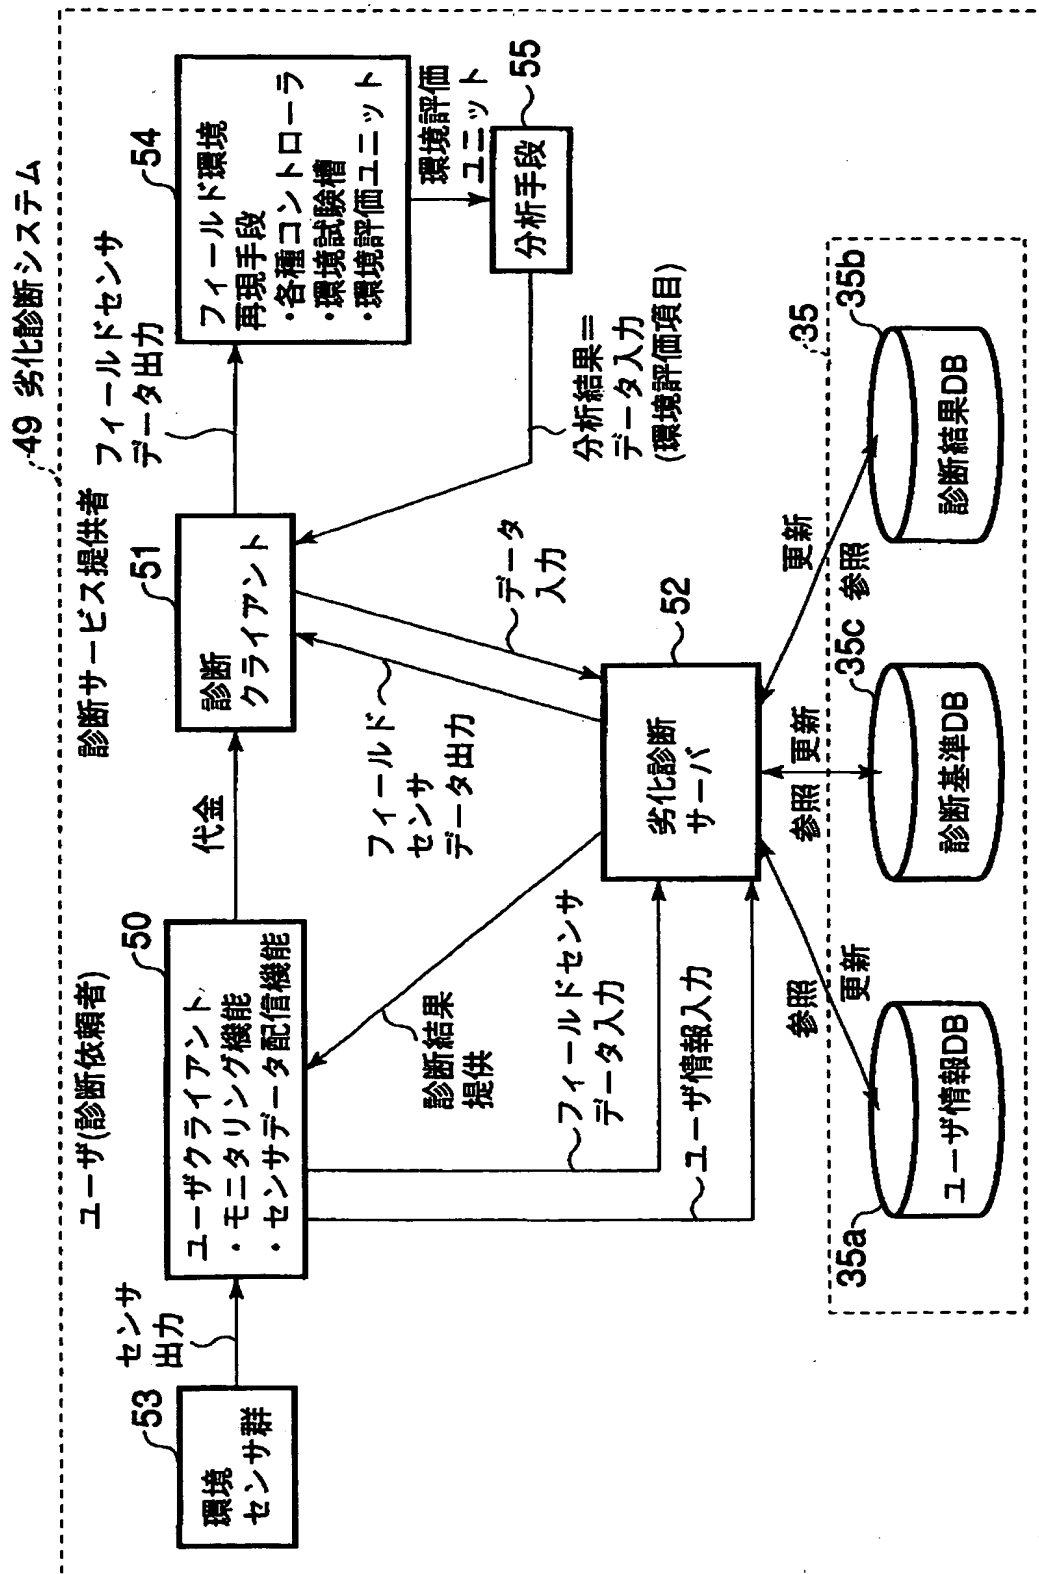 49 劣化診断システム
ユーザ(診断依頼者)
診断サービス提供者
53
環境
センサ群
センサ
出力
50
ユーザクライアント
・モニタリング機能
・センサデータ配信機能
代金
51
診断
クライアント
フィールドセンサ
データ出力
54
フィールド環境
再現手段
・各種コントローラ
・環境試験槽
・環境評価ユニット
環境評価
ユニット
55
分析手段
分析結果=
データ入力
(環境評価項目)
データ
入力
フィールド
センサ
データ出力
診断結果
提供
フィールドセンサ
データ入力
ユーザ情報入力
52
劣化診断
サーバ
参照
更新
参照
更新
参照
更新
35
35a
ユーザ情報DB
35c
診断基準DB
35b
診断結果DB